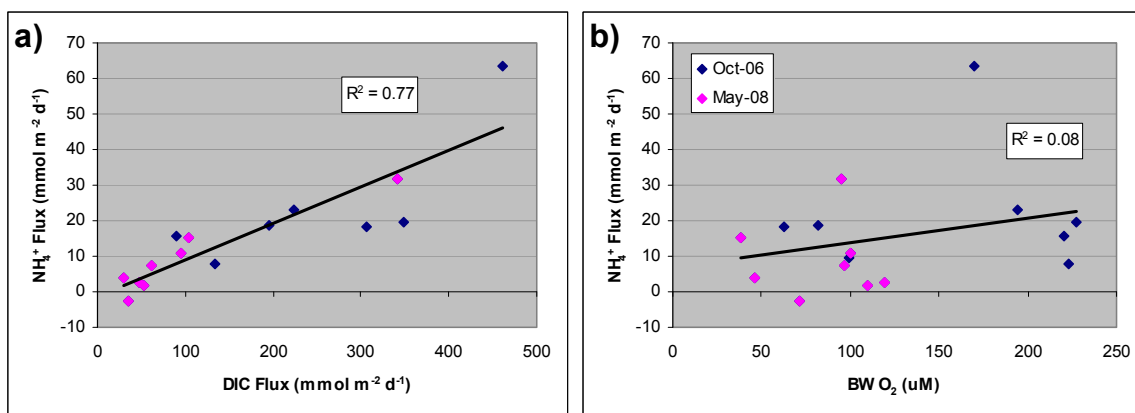 a)
70
60
50
40
30
20
10
0
-10
NH₄⁺ Flux (mmol m⁻² d⁻¹)
R² = 0.77
0 100 200 300 400 500
DIC Flux (mmol m⁻² d⁻¹)
b)
70
60
50
40
30
20
10
0
-10
NH₄⁺ Flux (mmol m⁻² d⁻¹)
Oct-06
May-08
R² = 0.08
0 50 100 150 200 250
BW O₂ (uM)